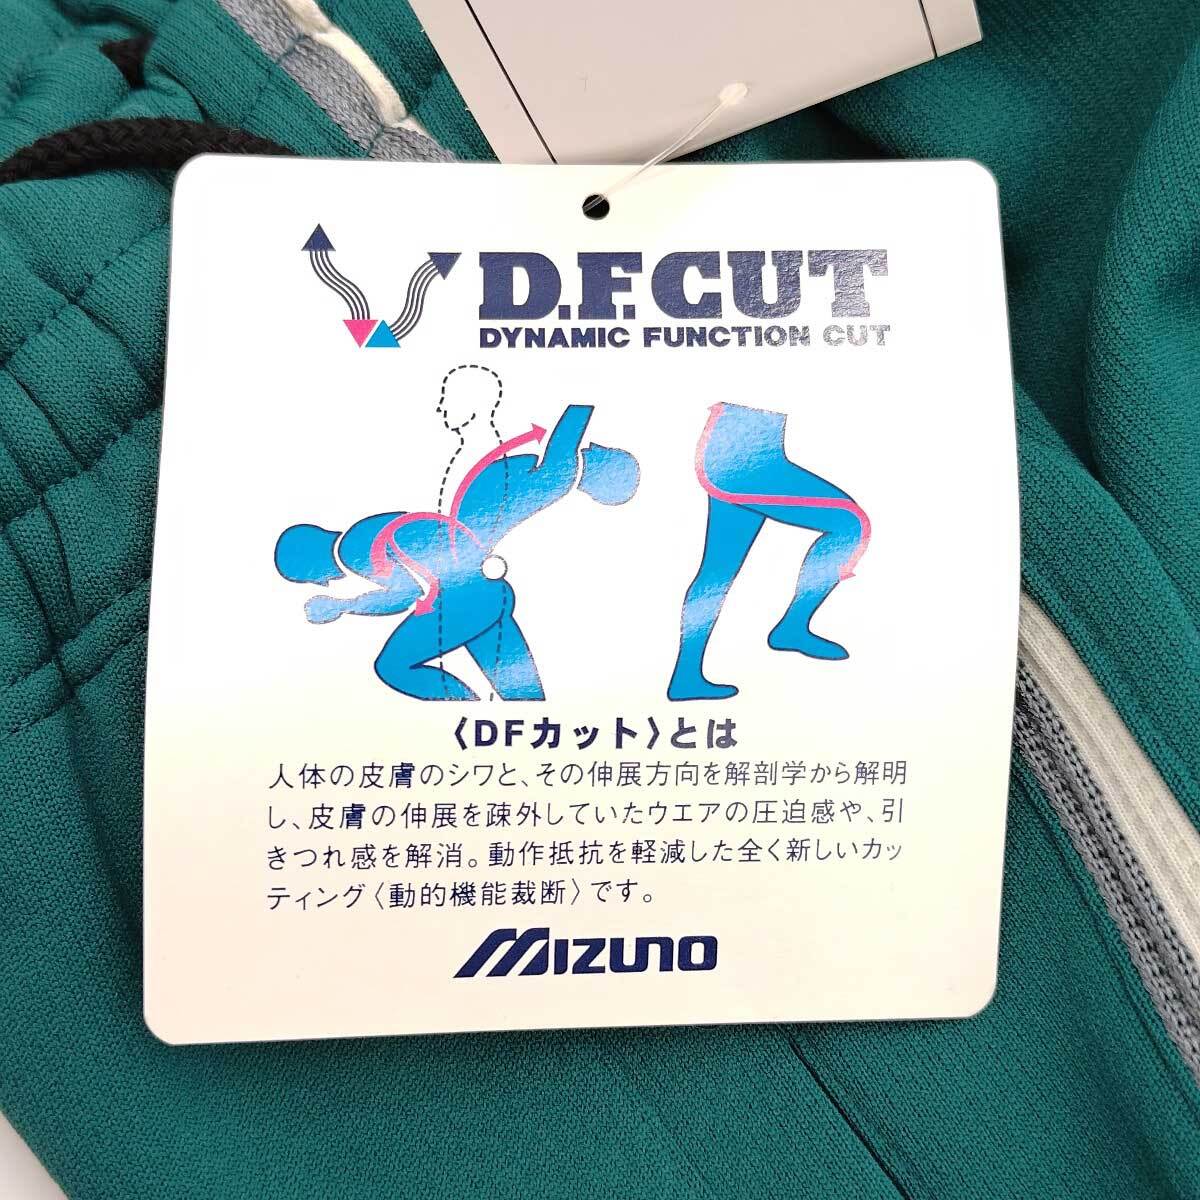 D.F.CUT
DYNAMIC FUNCTION CUT
〈DFカット〉とは
人体の皮膚のシワと、その伸展方向を解剖学から解明
し、皮膚の伸展を疎外していたウエアの圧迫感や、引
きつれ感を解消。動作抵抗を軽減した全く新しいカッ
ティング〈動的機能裁断〉です。
MIZUNO